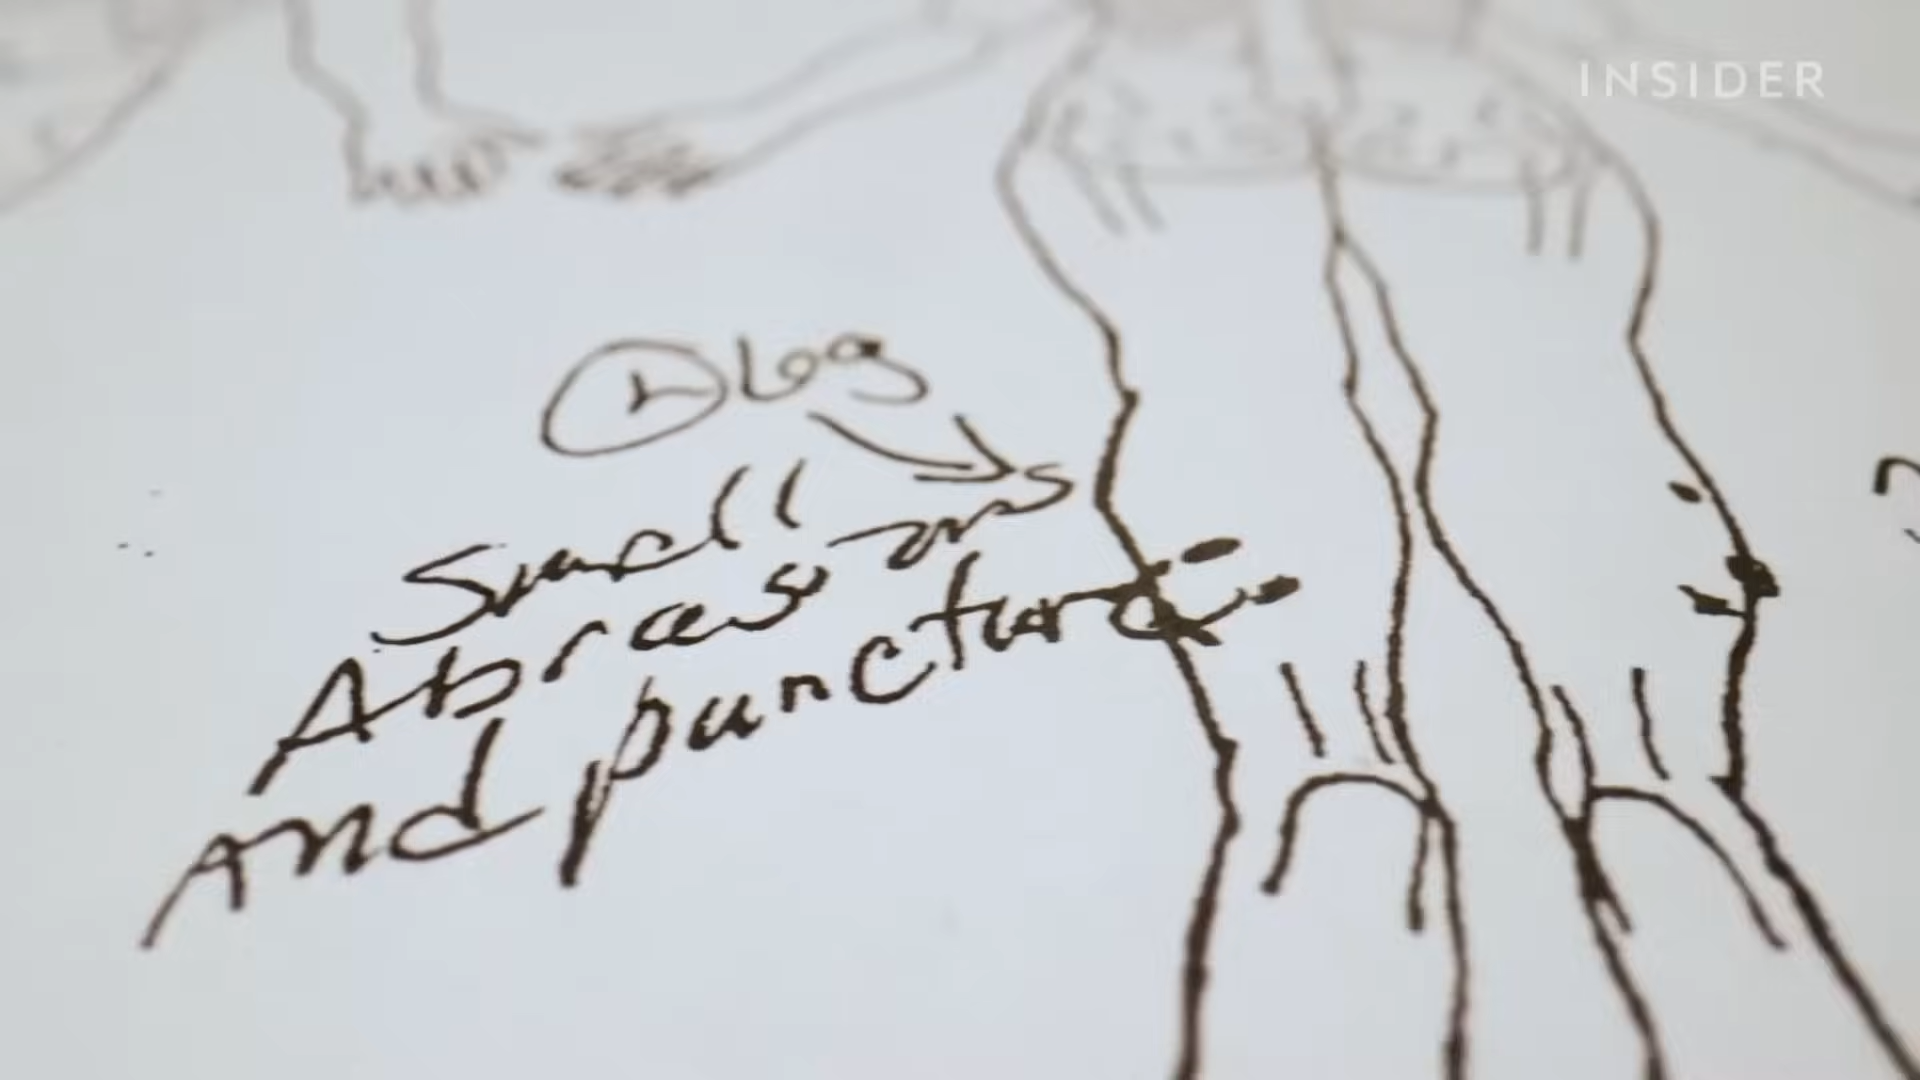 INSIDER
r Leg
Small
Abrasions
And puncture